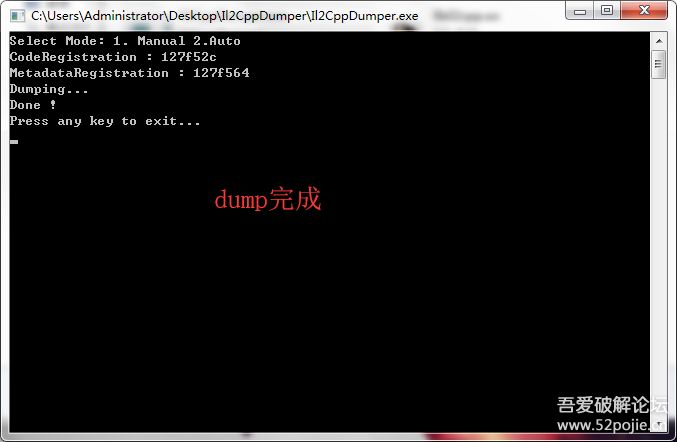 C:\Users\Administrator\Desktop\Il2CppDumper\Il2CppDumper.exe
Select Mode: 1. Manual 2.Auto
CodeRegistration : 127f52c
MetadataRegistration : 127f564
Dumping...
Done !
Press any key to exit...
dump完成
吾爱破解论坛
www.52pojie.cn